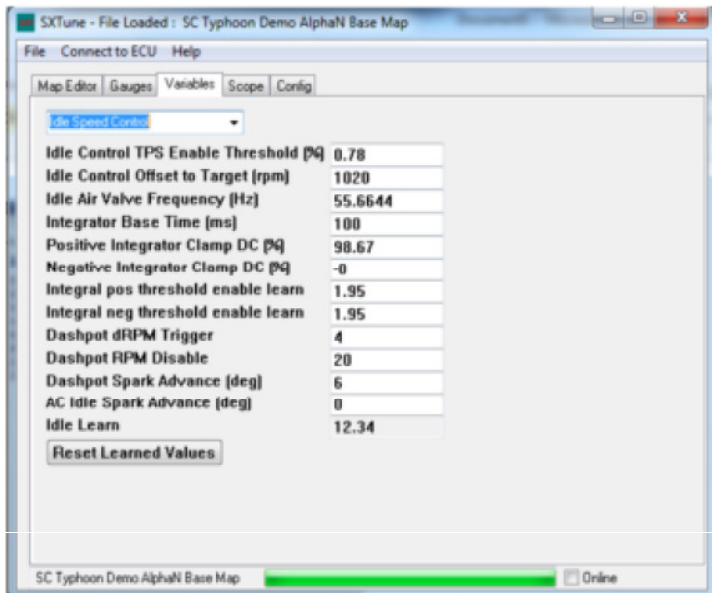 SXTune - File Loaded : SC Typhoon Demo AlphaN Base Map
File Connect to ECU Help
Map Editor Gauges Variables Scope Config
Idle Speed Control
Idle Control TPS Enable Threshold (%) 0.78
Idle Control Offset to Target (rpm) 1020
Idle Air Valve Frequency (Hz) 55.6644
Integrator Base Time (ms) 100
Positive Integrator Clamp DC (%) 98.67
Negative Integrator Clamp DC (%) -0
Integral pos threshold enable learn 1.95
Integral neg threshold enable learn 1.95
Dashpot dRPM Trigger 4
Dashpot RPM Disable 20
Dashpot Spark Advance (deg) 6
AC Idle Spark Advance (deg) 0
Idle Learn 12.34
Reset Learned Values
SC Typhoon Demo AlphaN Base Map Online